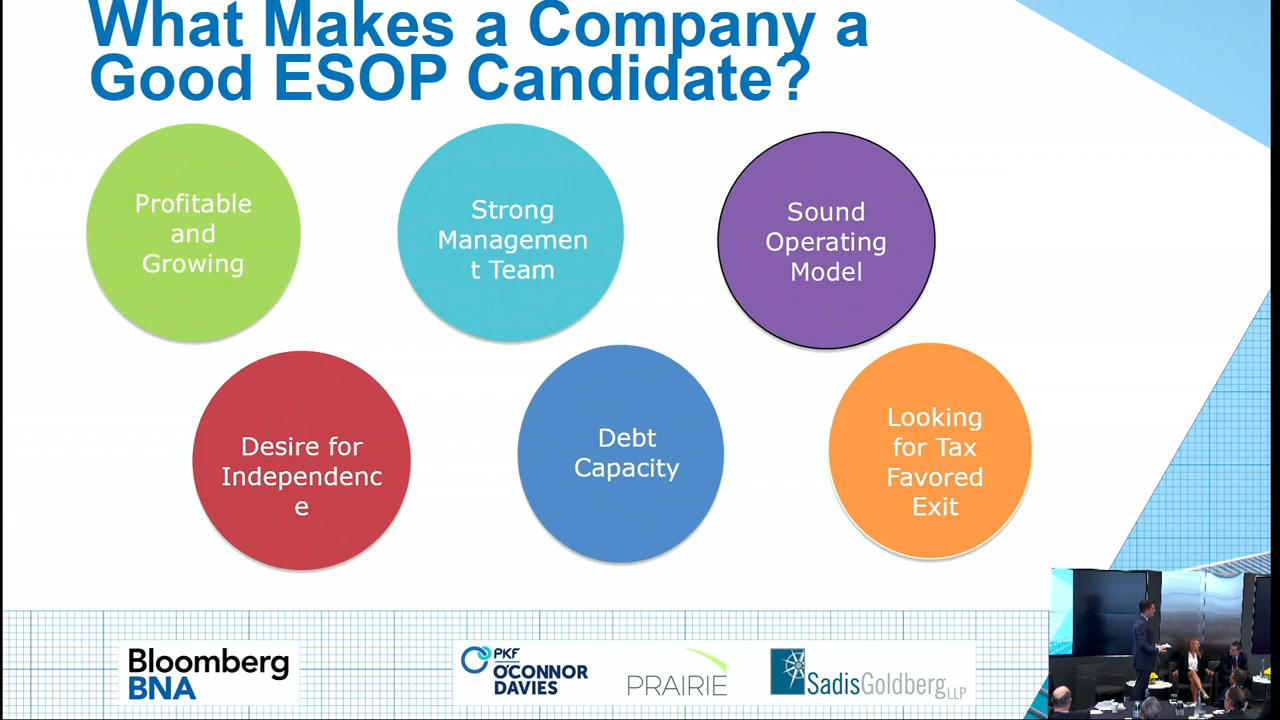 What Makes a Company a
Good ESOP Candidate?
Profitable
and
Growing
Strong
Managemen
t Team
Sound
Operating
Model
Desire for
Independenc
e
Debt
Capacity
Looking
for Tax
Favored
Exit
Bloomberg
BNA
PKF
O'CONNOR
DAVIES
PRAIRIE
SadisGoldberg LLP